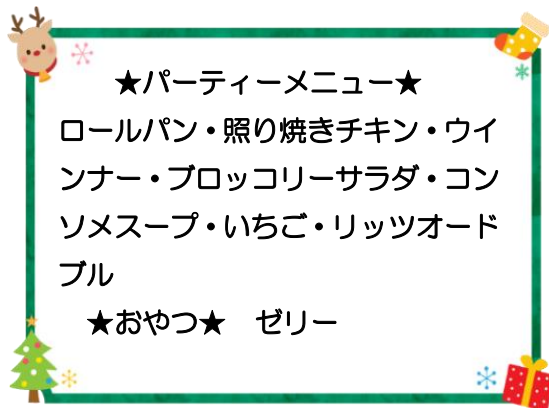 ★パーティーメニュー★
ロールパン・照り焼きチキン・ウイ
ンナー・ブロッコリーサラダ・コン
ソメスープ・いちご・リッツオード
ブル
★おやつ★　ゼリー